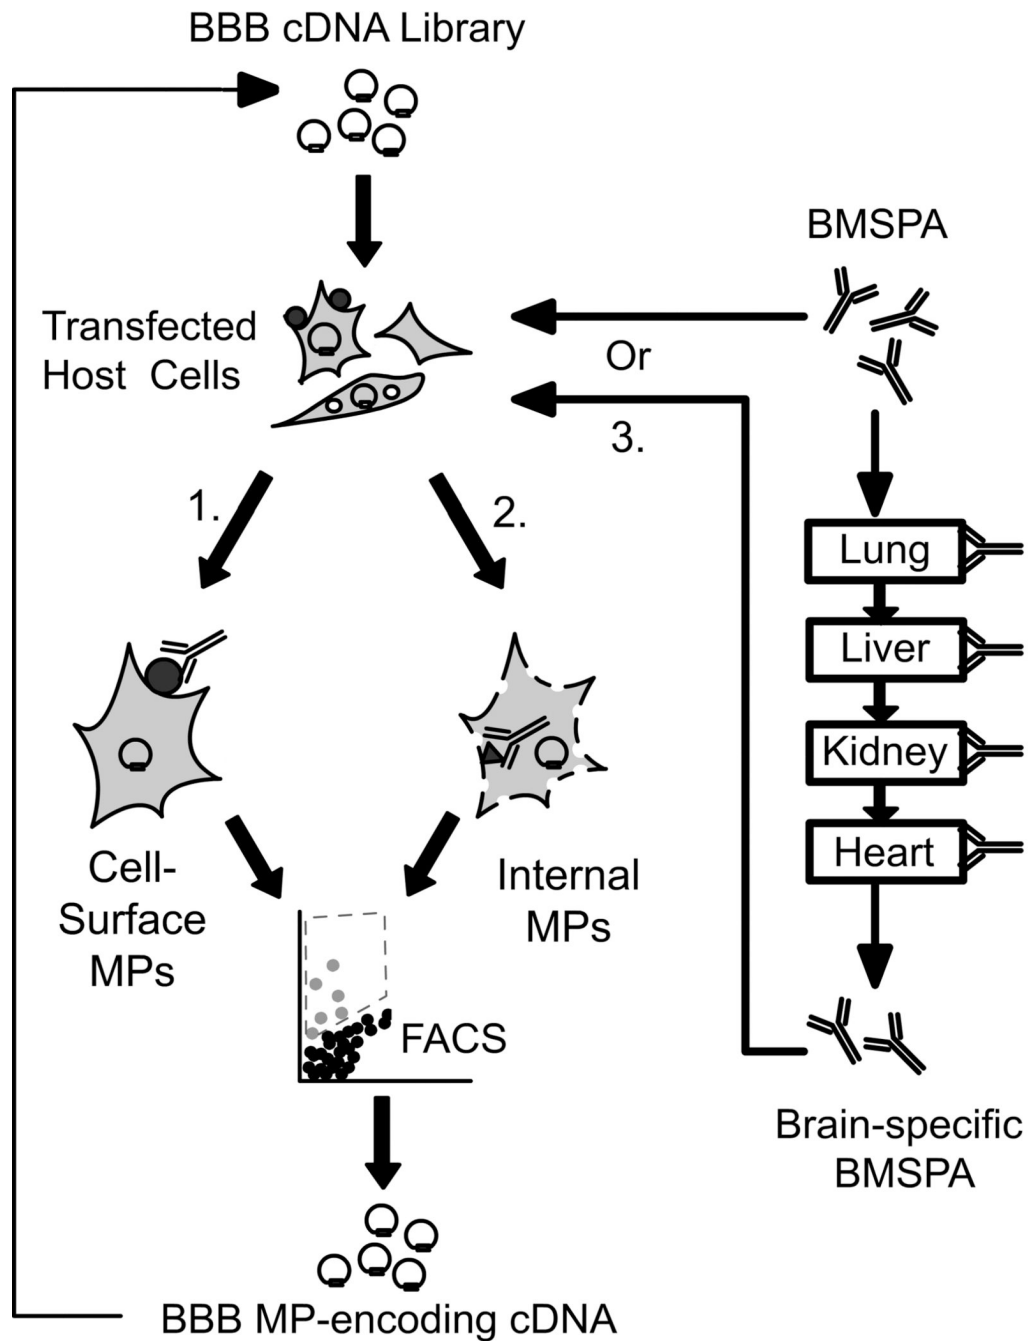 BBB cDNA Library
BMSPA
Transfected
Host Cells
Or
3.
1.
2.
Lung
Liver
Kidney
Heart
Cell-
Surface
MPs
Internal
MPs
FACS
Brain-specific
BMSPA
BBB MP-encoding cDNA